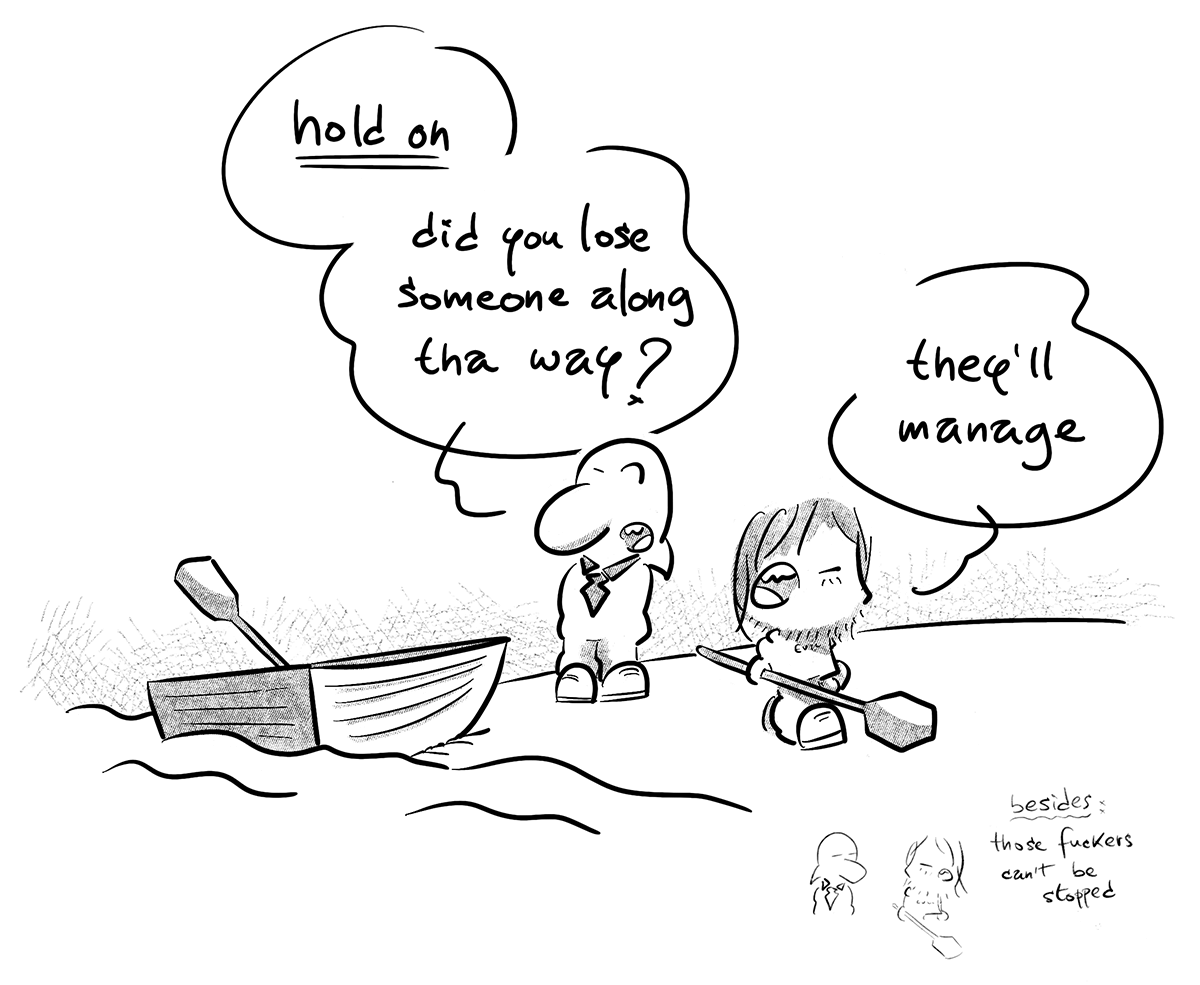 hold on
did you lose
someone along
tha way?
they'll
manage
besides:
those fuckers
can't be
stopped